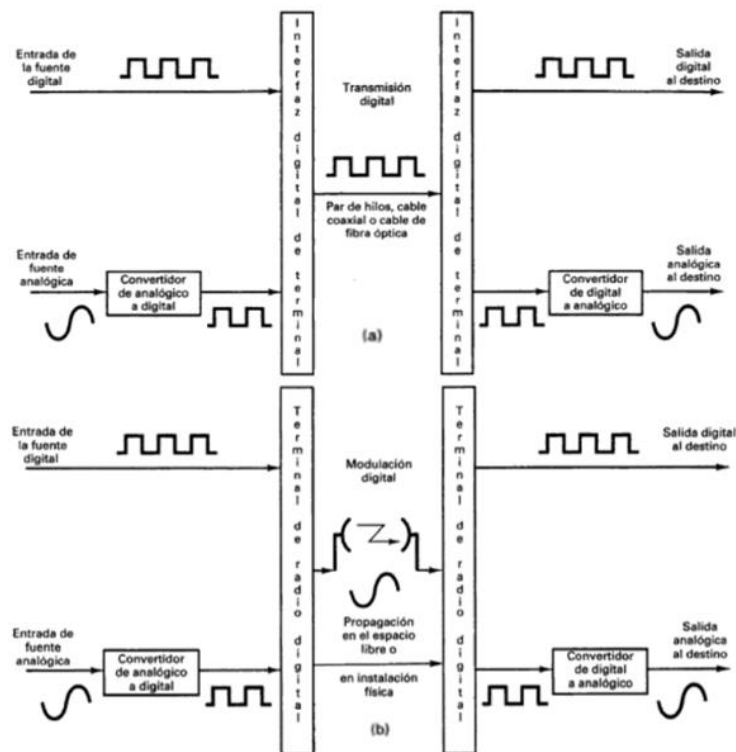 Entrada de
la fuente
digital
Interfaz digital de terminal
Transmisión
digital
Par de hilos, cable
coaxial o cable de
fibra óptica
interfaz digital de terminal
Salida
digital
al destino
Entrada de
fuente
analógica
Convertidor
de analógico
a digital
(a)
Convertidor
de digital
a analógico
Salida
analógica
al destino
Entrada de
la fuente
digital
Terminal de radio digital
Modulación
digital
Propagación
en el espacio
libre o
en instalación
física
Terminal de radio digital
Salida digital
al destino
Entrada de
fuente
analógica
Convertidor
de analógico
a digital
(b)
Convertidor
de digital
a analógico
Salida
analógica
al destino